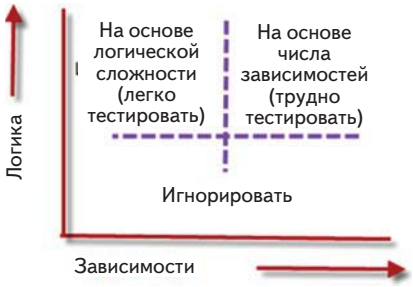 На основе
логической
сложности
(легко
тестировать)
На основе
числа
зависимостей
(трудно
тестировать)
Логика
Игнорировать
Зависимости